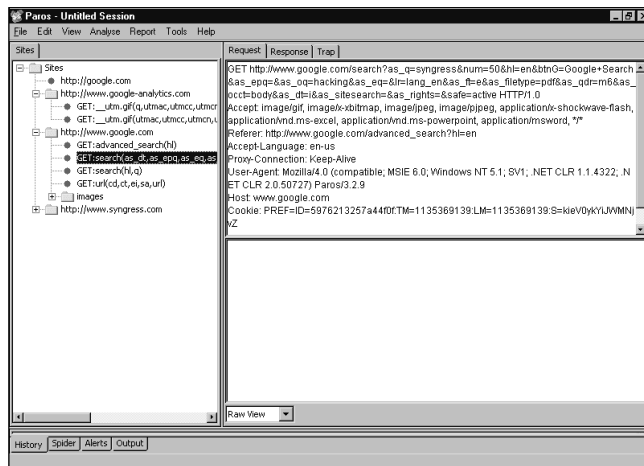 Paros - Untitled Session
File Edit View Analyse Report Tools Help
Sites
Sites
http://google.com
http://www.google-analytics.com
GET:__utm.gif(q,utmac,utmcc,utmcr
GET:__utm.gif(utmac,utmcc,utmcn,u
http://www.google.com
GET:advanced_search(hl)
GET:search(as_dt,as_epq,as_eq,as
GET:search(hl,q)
GET:url(cd,ct,ei,sa,url)
images
http://www.syngress.com
Request Response Trap
GET http://www.google.com/search?as_q=syngress&num=50&hl=en&btnG=Google+Search
&as_epq=&as_oq=hacking&as_eq=&lr=lang_en&as_ft=e&as_filetype=pdf&as_qdr=m6&as_
occt=body&as_dt=i&as_sitesearch=&as_rights=&safe=active HTTP/1.0
Accept: image/gif, image/x-xbitmap, image/jpeg, image/pjpeg, application/x-shockwave-flash,
application/vnd.ms-excel, application/vnd.ms-powerpoint, application/msword, */*
Referer: http://www.google.com/advanced_search?hl=en
Accept-Language: en-us
Proxy-Connection: Keep-Alive
User-Agent: Mozilla/4.0 (compatible; MSIE 6.0; Windows NT 5.1; SV1; .NET CLR 1.1.4322; .N
ET CLR 2.0.50727) Paros/3.2.9
Host: www.google.com
Cookie: PREF=ID=5976213257a44f0f:TM=1135369139:LM=1135369139:S=kieV0ykYiJWMNj
vZ
Raw View
History Spider Alerts Output